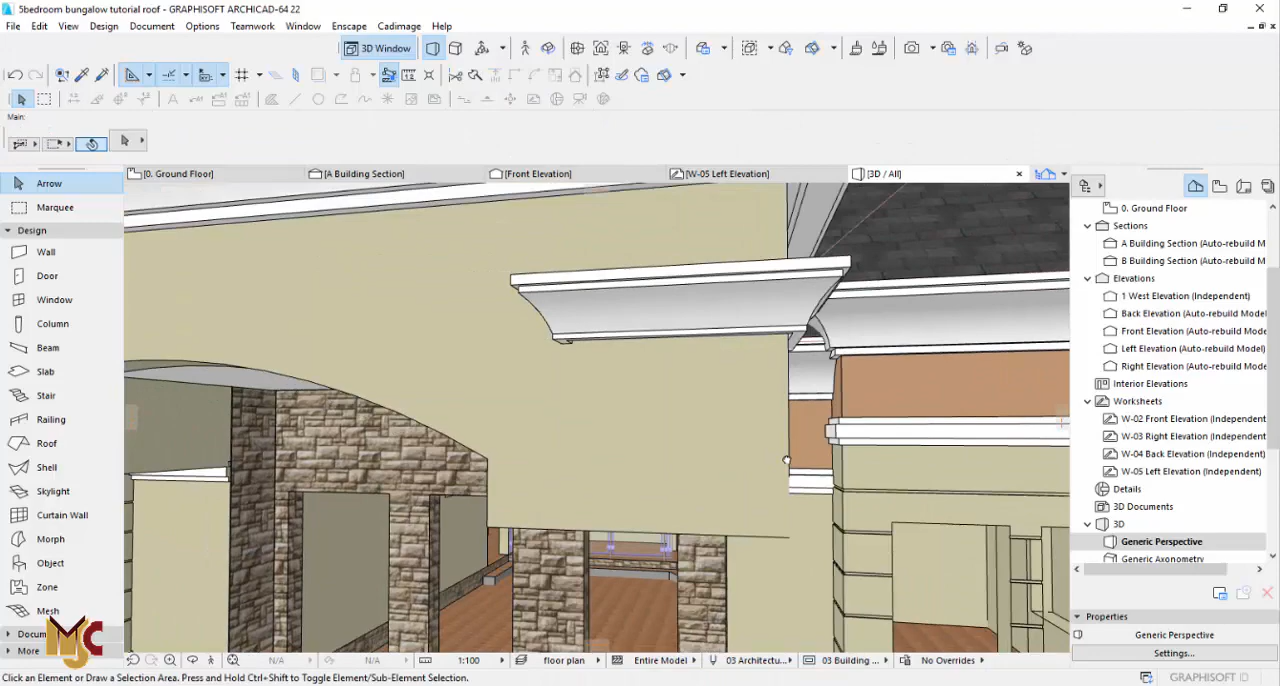 5bedroom bungalow tutorial roof - GRAPHISOFT ARCHICAD-64 22
File Edit View Design Document Options Teamwork Window Enscape Cadimage Help
3D Window
Main:
[0. Ground Floor]
[A Building Section]
[Front Elevation]
[W-05 Left Elevation]
[3D / All]
Arrow
Marquee
Design
Wall
Door
Window
Column
Beam
Slab
Stair
Railing
Roof
Shell
Skylight
Curtain Wall
Morph
Object
Zone
Mesh
Docum
More
MSC
0. Ground Floor
Sections
A Building Section (Auto-rebuild M
B Building Section (Auto-rebuild M
Elevations
1 West Elevation (Independent)
Back Elevation (Auto-rebuild Model
Front Elevation (Auto-rebuild Mode
Left Elevation (Auto-rebuild Model)
Right Elevation (Auto-rebuild Mode
Interior Elevations
Worksheets
W-02 Front Elevation (Independent
W-03 Right Elevation (Independent
W-04 Back Elevation (Independent)
W-05 Left Elevation (Independent)
Details
3D Documents
3D
Generic Perspective
Generic Axonometry
Properties
Generic Perspective
Settings...
N/A
N/A
1:100
floor plan
Entire Model
03 Architectu...
03 Building ...
No Overrides
Click an Element or Draw a Selection Area. Press and Hold Ctrl+Shift to Toggle Element/Sub-Element Selection.
GRAPHISOFT ID